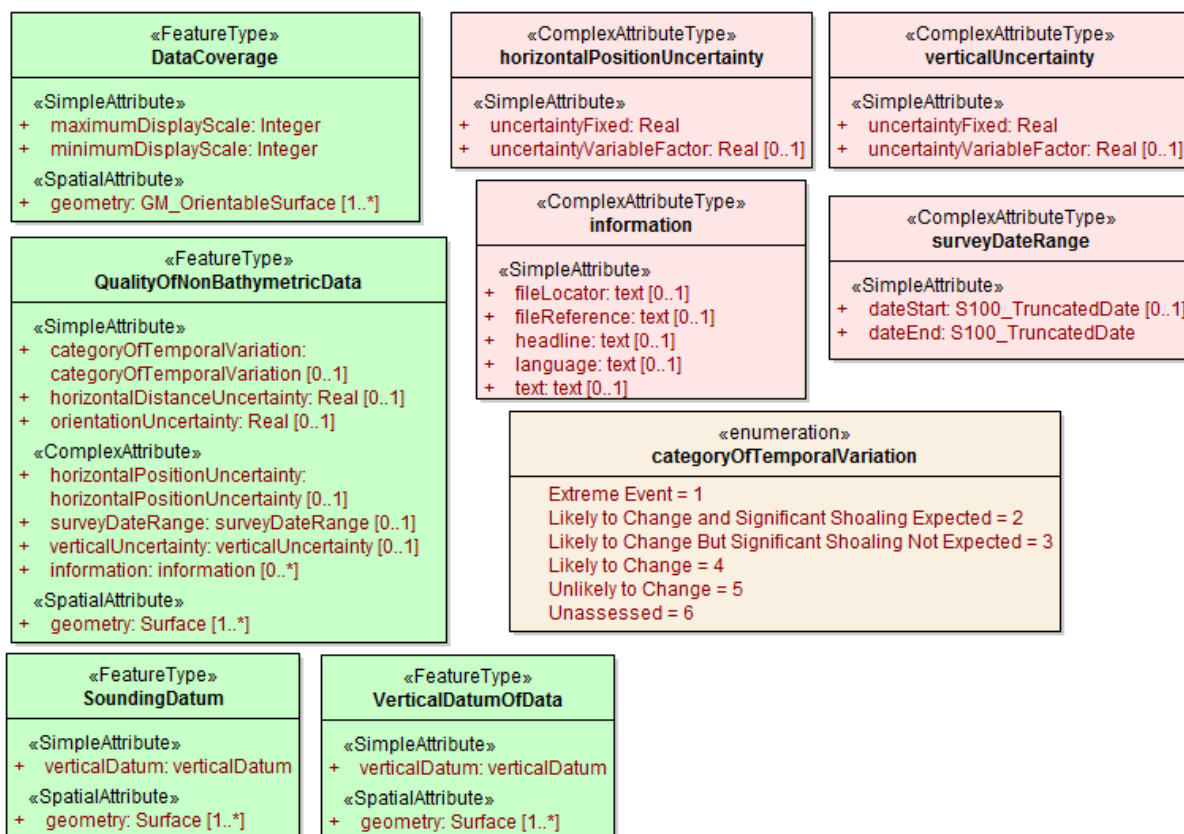 «FeatureType»
DataCoverage
«SimpleAttribute»
+ maximumDisplayScale: Integer
+ minimumDisplayScale: Integer
«SpatialAttribute»
+ geometry: GM_OrientableSurface [1..*]
«ComplexAttributeType»
horizontalPositionUncertainty
«SimpleAttribute»
+ uncertaintyFixed: Real
+ uncertaintyVariableFactor: Real [0..1]
«ComplexAttributeType»
verticalUncertainty
«SimpleAttribute»
+ uncertaintyFixed: Real
+ uncertaintyVariableFactor: Real [0..1]
«FeatureType»
QualityOfNonBathymetricData
«SimpleAttribute»
+ categoryOfTemporalVariation:
categoryOfTemporalVariation [0..1]
+ horizontalDistanceUncertainty: Real [0..1]
+ orientationUncertainty: Real [0..1]
«ComplexAttribute»
+ horizontalPositionUncertainty:
horizontalPositionUncertainty [0..1]
+ surveyDateRange: surveyDateRange [0..1]
+ verticalUncertainty: verticalUncertainty [0..1]
+ information: information [0..*]
«SpatialAttribute»
+ geometry: Surface [1..*]
«ComplexAttributeType»
information
«SimpleAttribute»
+ fileLocator: text [0..1]
+ fileReference: text [0..1]
+ headline: text [0..1]
+ language: text [0..1]
+ text: text [0..1]
«ComplexAttributeType»
surveyDateRange
«SimpleAttribute»
+ dateStart: S100_TruncatedDate [0..1]
+ dateEnd: S100_TruncatedDate
«enumeration»
categoryOfTemporalVariation
Extreme Event = 1
Likely to Change and Significant Shoaling Expected = 2
Likely to Change But Significant Shoaling Not Expected = 3
Likely to Change = 4
Unlikely to Change = 5
Unassessed = 6
«FeatureType»
SoundingDatum
«SimpleAttribute»
+ verticalDatum: verticalDatum
«SpatialAttribute»
+ geometry: Surface [1..*]
«FeatureType»
VerticalDatumOfData
«SimpleAttribute»
+ verticalDatum: verticalDatum
«SpatialAttribute»
+ geometry: Surface [1..*]